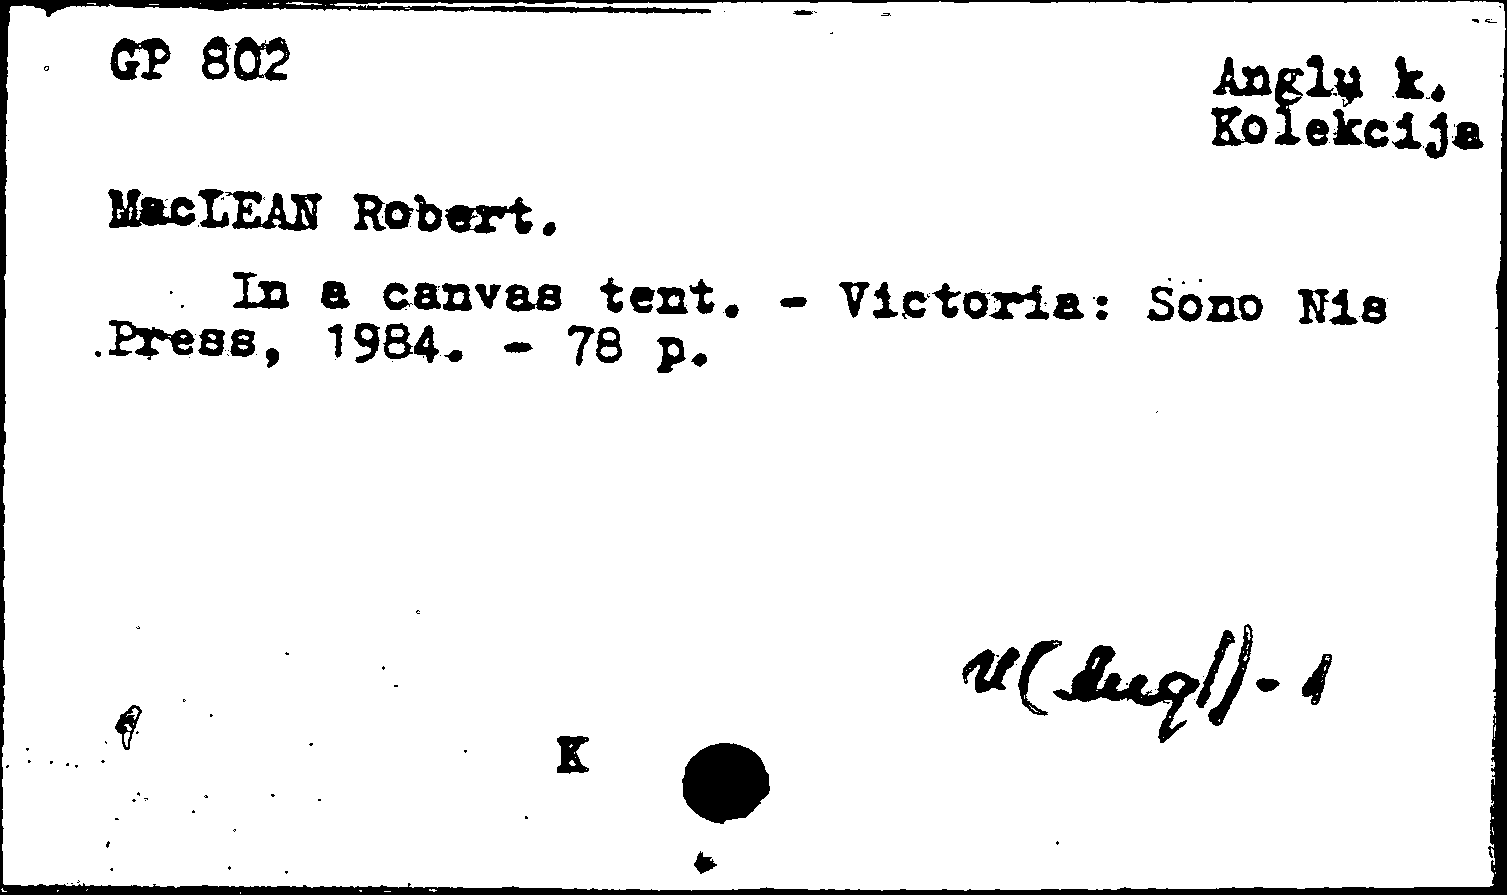 GP 802
Anglų k.
Kolekcija
MacLEAN Robert.
In a canvas tent. - Victoria: Sono Nis
Press, 1984. - 78 p.
K